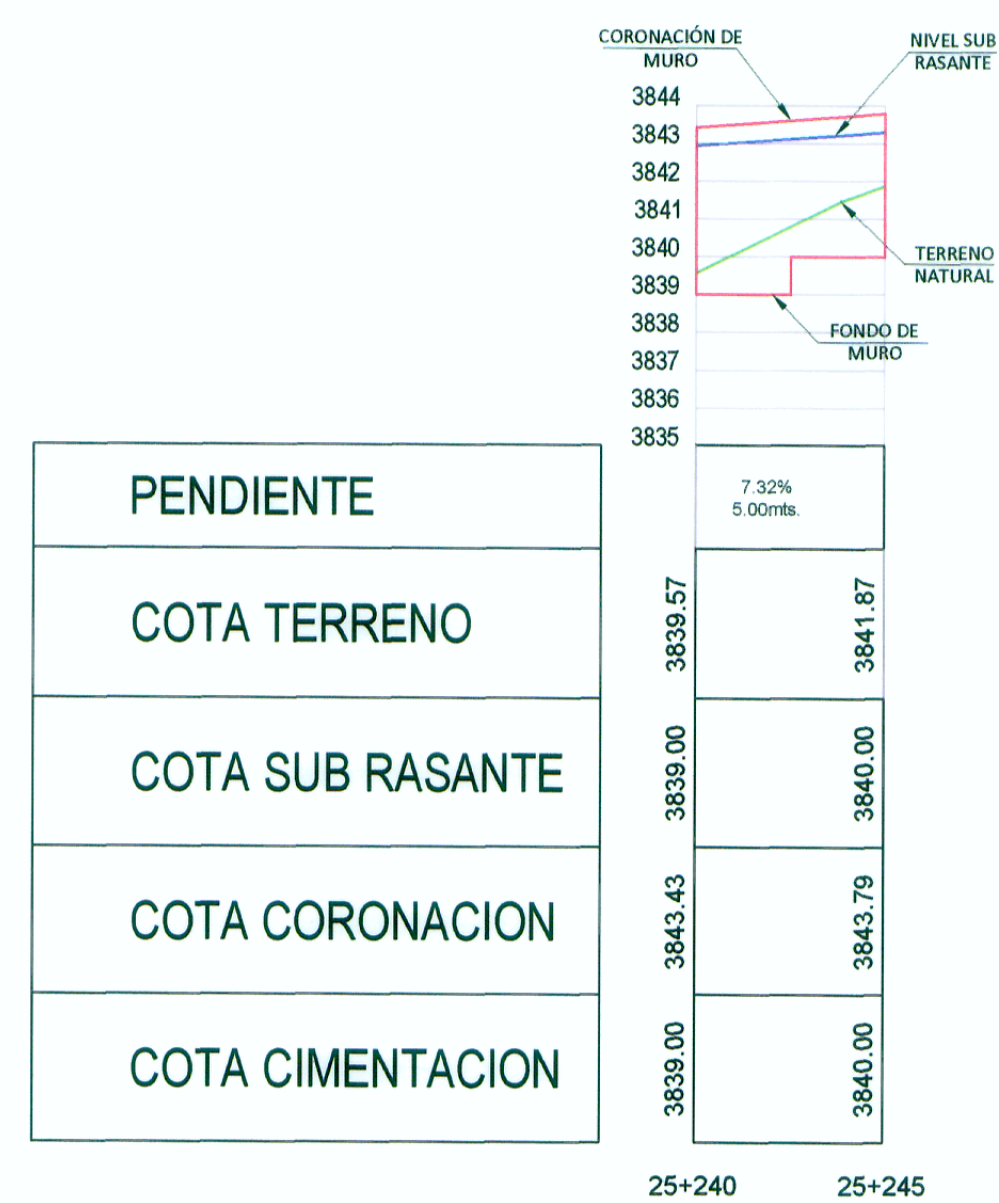 CORONACIÓN DE
MURO
NIVEL SUB
RASANTE
3844
3843
3842
3841
3840
3839
3838
3837
3836
3835
TERRENO
NATURAL
FONDO DE
MURO
PENDIENTE
7.32%
5.00mts.
COTA TERRENO
3839.57
3841.87
COTA SUB RASANTE
3839.00
3840.00
COTA CORONACION
3843.43
3843.79
COTA CIMENTACION
3839.00
3840.00
25+240
25+245